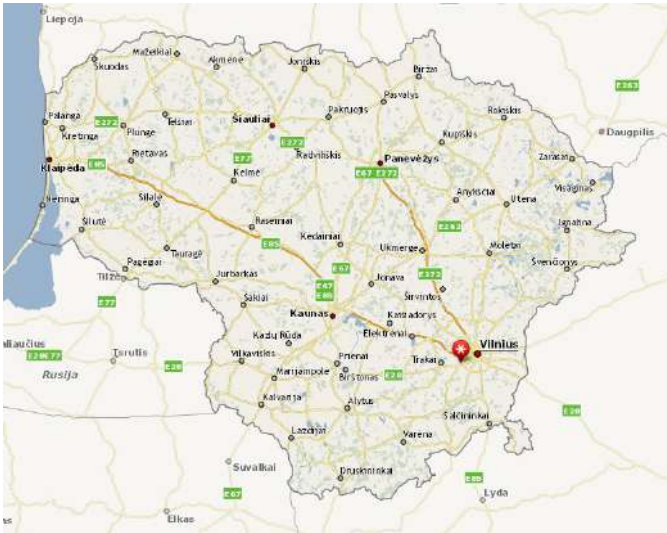 Liepoja
Mažeikiai
Akmenė
Joniškis
Skuodas
Biržai
Pasvalys
E263
Palanga
E272
Telšiai
Šiauliai
Pakruojis
Rokiškis
Kretinga
Plungė
E272
Kupiškis
Daugpilis
Klaipėda
E85
Rietavas
E77
Radviliškis
Panevėžys
Zarasai
Kelmė
E67 E272
Visaginas
Neringa
Šilalė
Anykščiai
Utena
Šilutė
Raseiniai
E262
Ignalina
E85
Kėdainiai
Ukmergė
Molėtai
Tauragė
Pagėgiai
E67
Švenčionys
Tilžė
Jurbarkas
E272
Jonava
E77
E67
E85
Širvintos
Šakiai
Kaunas
Kaišiadorys
Kazlų Rūda
Elektrėnai
Vilnius
Vilkaviškis
Prienai
Trakai
E28
Marijampolė
Birštonas
E28
Rusija
Kalvarija
Alytus
Šalčininkai
E28
Lazdijai
Varėna
Suvalkai
Druskininkai
E85
E67
Lyda
Elkas